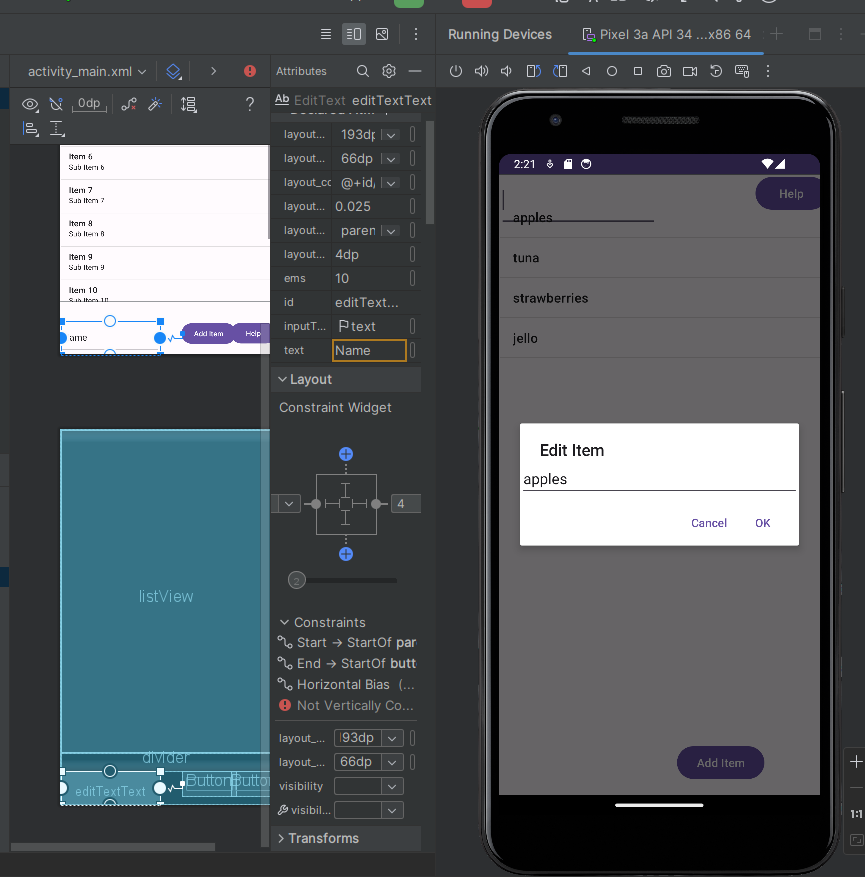 Running Devices
Pixel 3a API 34 ...x86 64
activity_main.xml
Attributes
0dp
?
Ab EditText editTextText
layout... 193dp
layout... 66dp
layout_co @+id/
layout... 0.025
layout... paren
layout... 4dp
ems 10
id editText...
inputT... text
text Name
Item 6
Sub Item 6
Item 7
Sub Item 7
Item 8
Sub Item 8
Item 9
Sub Item 9
Item 10
Sub Item 10
ame
Add Item
Help
Layout
Constraint Widget
4
2
Constraints
Start → StartOf par
End → StartOf butt
Horizontal Bias (...
Not Vertically Co...
layout_... 193dp
layout_... 66dp
visibility
visibil...
Transforms
listView
divider
editTextText
Button
Butto
2:21
Help
apples
tuna
strawberries
jello
Edit Item
apples
Cancel
OK
Add Item
1:1